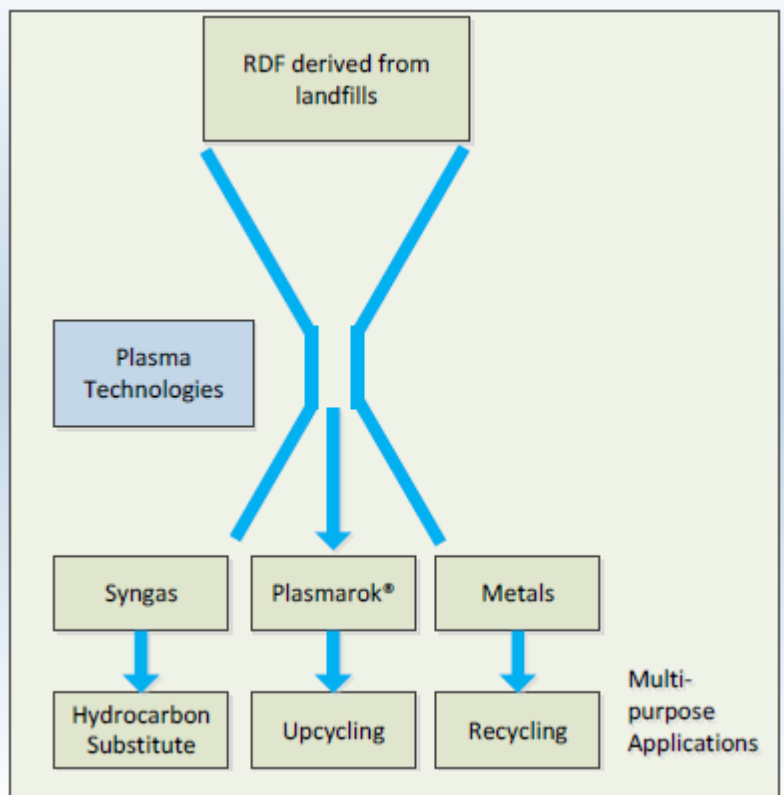 RDF derived from
landfills
Plasma
Technologies
Syngas
Plasmarok®
Metals
Hydrocarbon
Substitute
Upcycling
Recycling
Multi-
purpose
Applications